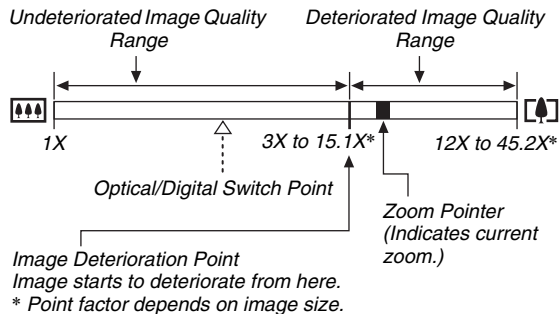 Undeteriorated Image Quality
Range
Deteriorated Image Quality
Range
1X
3X to 15.1X*
12X to 45.2X*
Optical/Digital Switch Point
Zoom Pointer
(Indicates current
zoom.)
Image Deterioration Point
Image starts to deteriorate from here.
* Point factor depends on image size.